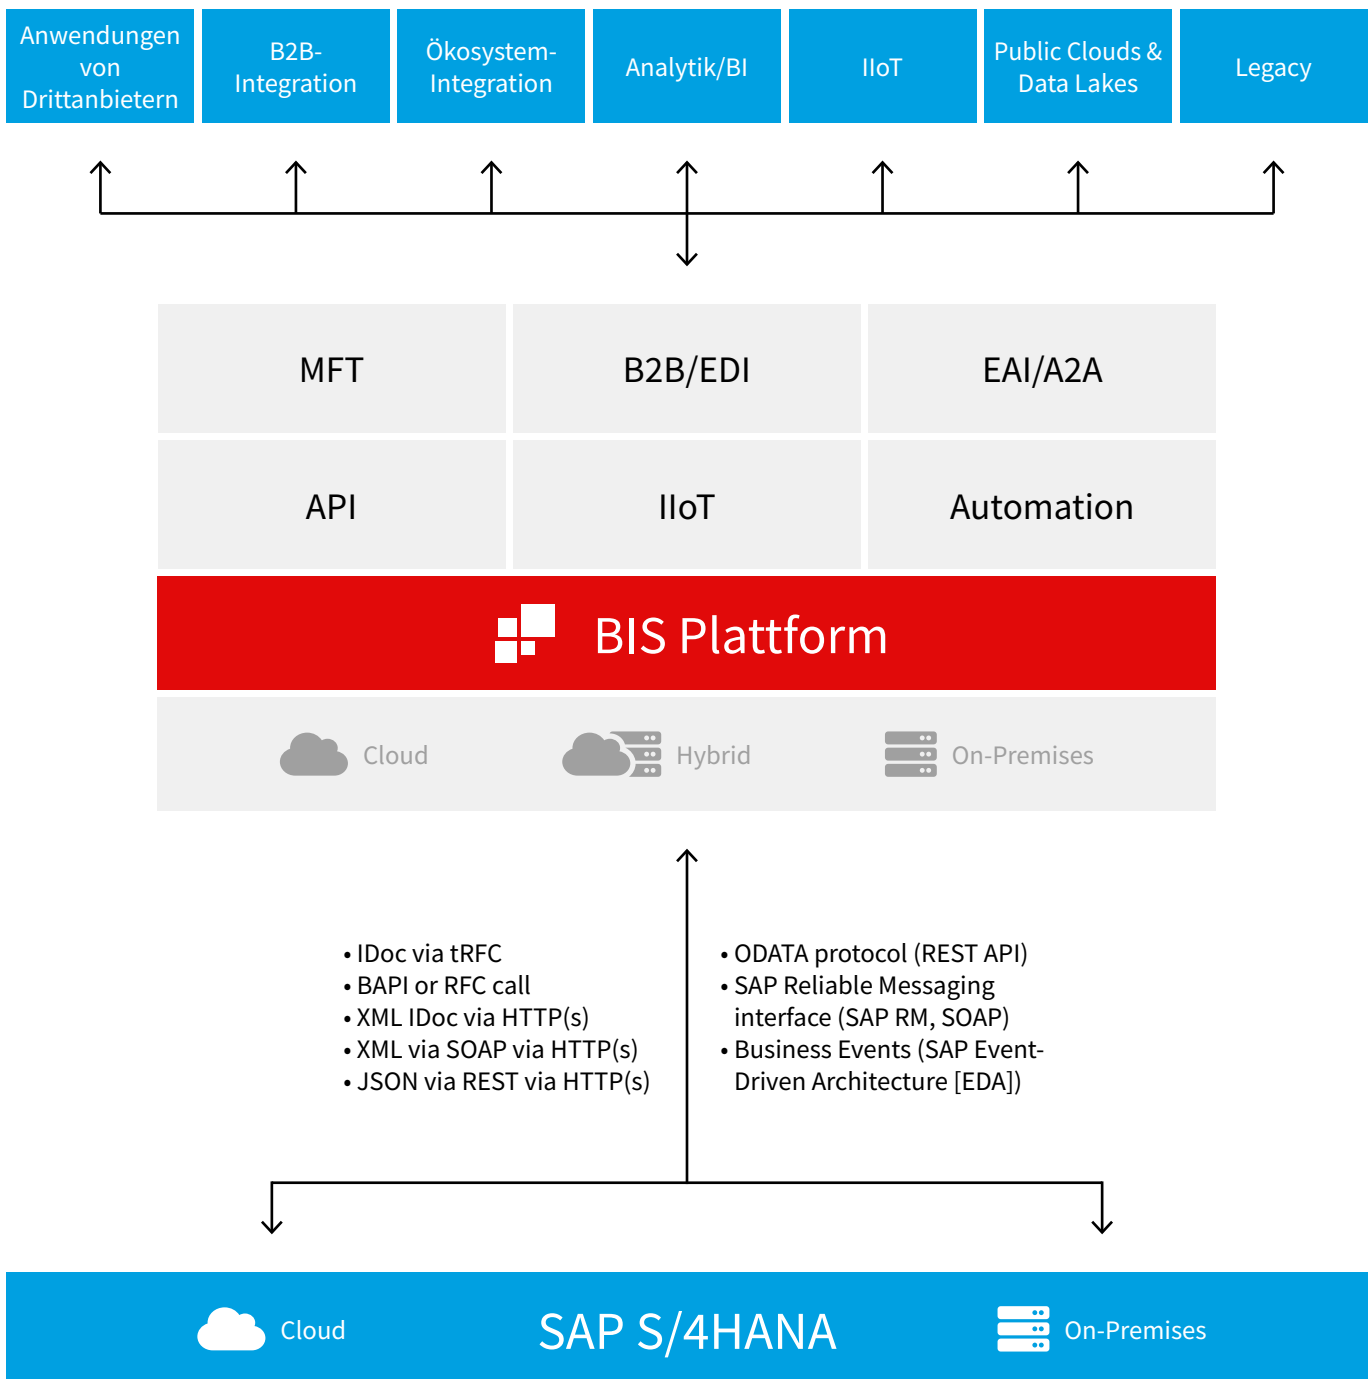 Anwendungen
von
Drittanbietern
B2B-
Integration
Ökosystem-
Integration
Analytik/BI
IIoT
Public Clouds &
Data Lakes
Legacy
MFT
B2B/EDI
EAI/A2A
API
IIoT
Automation
BIS Plattform
Cloud
Hybrid
On-Premises
• IDoc via tRFC
• BAPI or RFC call
• XML IDoc via HTTP(s)
• XML via SOAP via HTTP(s)
• JSON via REST via HTTP(s)
• ODATA protocol (REST API)
• SAP Reliable Messaging
interface (SAP RM, SOAP)
• Business Events (SAP Event-
Driven Architecture [EDA])
Cloud
SAP S/4HANA
On-Premises